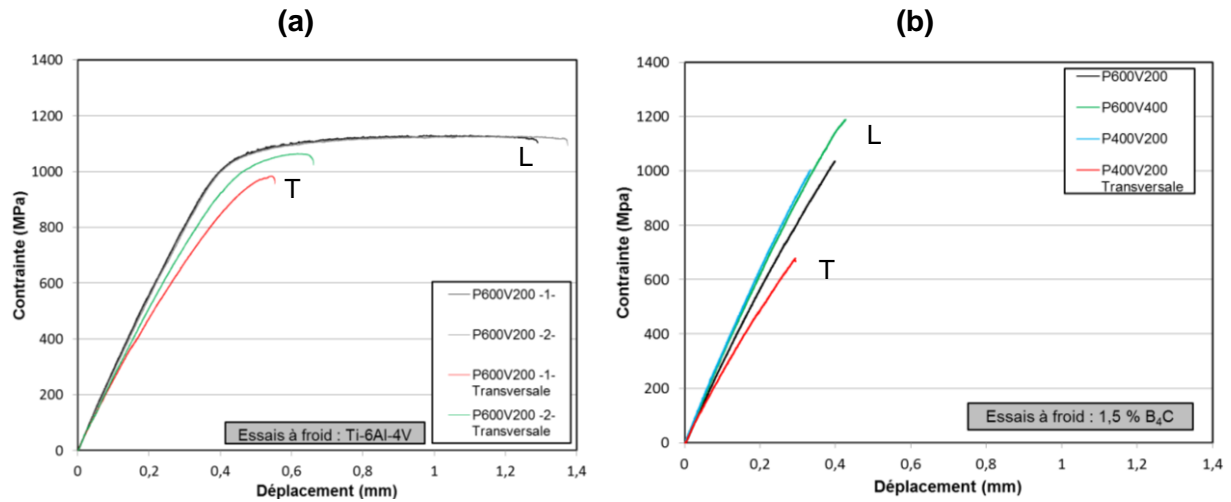 (a)
1400
1200
1000
800
600
400
200
0
Contrainte (MPa)
0
0,2
0,4
0,6
0,8
1
1,2
1,4
Déplacement (mm)
L
T
P600V200 -1-
P600V200 -2-
P600V200 -1-
Transversale
P600V200 -2-
Transversale
Essais à froid : Ti-6Al-4V
(b)
1400
1200
1000
800
600
400
200
0
Contrainte (Mpa)
0
0,2
0,4
0,6
0,8
1
1,2
1,4
Déplacement (mm)
P600V200
P600V400
P400V200
P400V200
Transversale
L
T
Essais à froid : 1,5 % B₄C